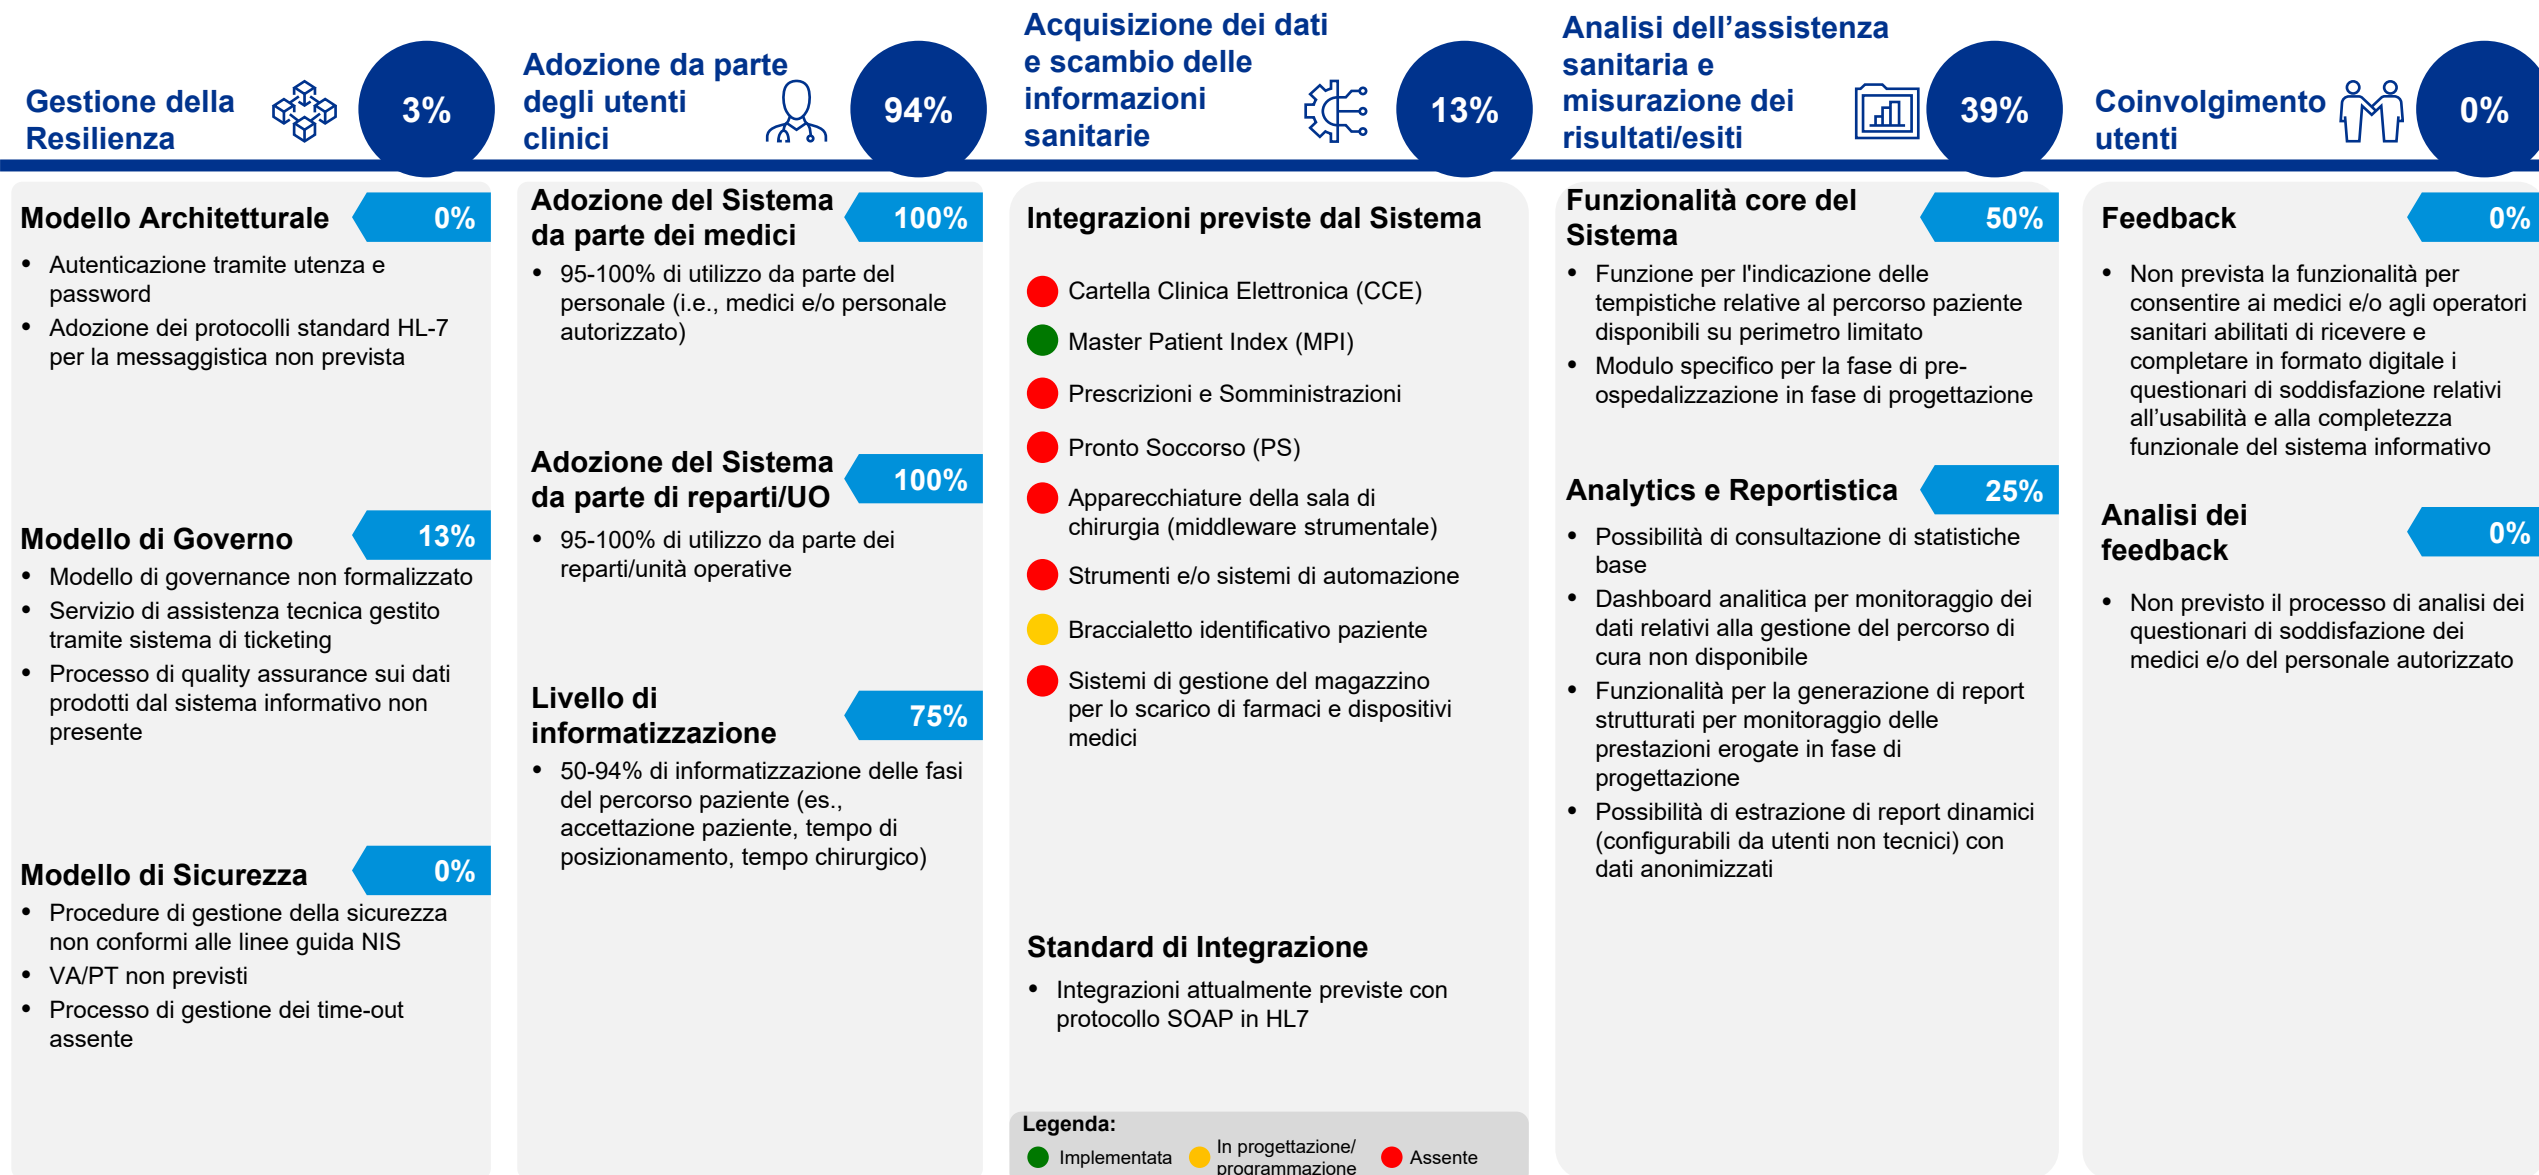 Gestione della
Resilienza
3%
Adozione da parte
degli utenti
clinici
94%
Acquisizione dei dati
e scambio delle
informazioni
sanitarie
13%
Analisi dell’assistenza
sanitaria e
misurazione dei
risultati/esiti
39%
Coinvolgimento
utenti
0%
Modello Architetturale
0%
• Autenticazione tramite utenza e
password
• Adozione dei protocolli standard HL-7
per la messaggistica non prevista
Modello di Governo
13%
• Modello di governance non formalizzato
• Servizio di assistenza tecnica gestito
tramite sistema di ticketing
• Processo di quality assurance sui dati
prodotti dal sistema informativo non
presente
Modello di Sicurezza
0%
• Procedure di gestione della sicurezza
non conformi alle linee guida NIS
• VA/PT non previsti
• Processo di gestione dei time-out
assente
Adozione del Sistema
da parte dei medici
100%
• 95-100% di utilizzo da parte del
personale (i.e., medici e/o personale
autorizzato)
Adozione del Sistema
da parte di reparti/UO
100%
• 95-100% di utilizzo da parte dei
reparti/unità operative
Livello di
informatizzazione
75%
• 50-94% di informatizzazione delle fasi
del percorso paziente (es.,
accettazione paziente, tempo di
posizionamento, tempo chirurgico)
Integrazioni previste dal Sistema
Cartella Clinica Elettronica (CCE)
Master Patient Index (MPI)
Prescrizioni e Somministrazioni
Pronto Soccorso (PS)
Apparecchiature della sala di
chirurgia (middleware strumentale)
Strumenti e/o sistemi di automazione
Braccialetto identificativo paziente
Sistemi di gestione del magazzino
per lo scarico di farmaci e dispositivi
medici
Standard di Integrazione
• Integrazioni attualmente previste con
protocollo SOAP in HL7
Legenda:
Implementata
In progettazione/
programmazione
Assente
Funzionalità core del
Sistema
50%
• Funzione per l'indicazione delle
tempistiche relative al percorso paziente
disponibili su perimetro limitato
• Modulo specifico per la fase di pre-
ospedalizzazione in fase di progettazione
Analytics e Reportistica
25%
• Possibilità di consultazione di statistiche
base
• Dashboard analitica per monitoraggio dei
dati relativi alla gestione del percorso di
cura non disponibile
• Funzionalità per la generazione di report
strutturati per monitoraggio delle
prestazioni erogate in fase di
progettazione
• Possibilità di estrazione di report dinamici
(configurabili da utenti non tecnici) con
dati anonimizzati
Feedback
0%
• Non prevista la funzionalità per
consentire ai medici e/o agli operatori
sanitari abilitati di ricevere e
completare in formato digitale i
questionari di soddisfazione relativi
all’usabilità e alla completezza
funzionale del sistema informativo
Analisi dei
feedback
0%
• Non previsto il processo di analisi dei
questionari di soddisfazione dei
medici e/o del personale autorizzato